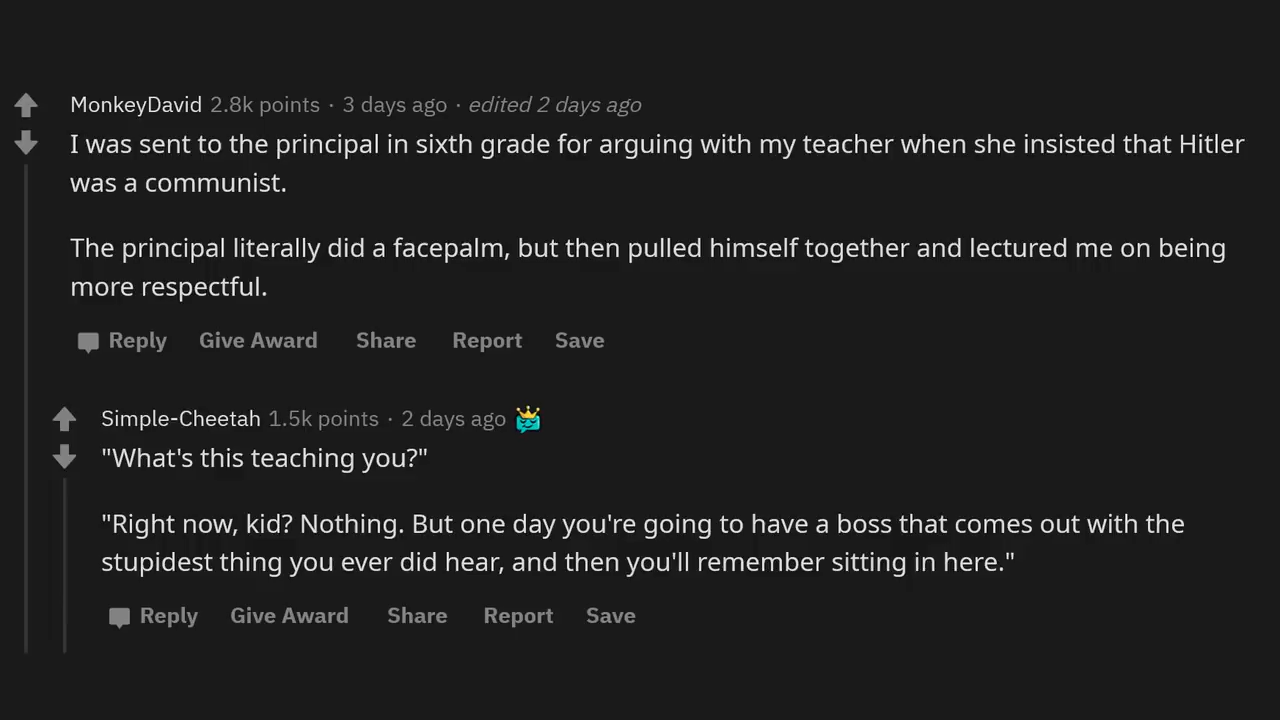 MonkeyDavid 2.8k points · 3 days ago · edited 2 days ago
I was sent to the principal in sixth grade for arguing with my teacher when she insisted that Hitler
was a communist.
The principal literally did a facepalm, but then pulled himself together and lectured me on being
more respectful.
Reply Give Award Share Report Save
Simple-Cheetah 1.5k points · 2 days ago
"What's this teaching you?"
"Right now, kid? Nothing. But one day you're going to have a boss that comes out with the
stupidest thing you ever did hear, and then you'll remember sitting in here."
Reply Give Award Share Report Save